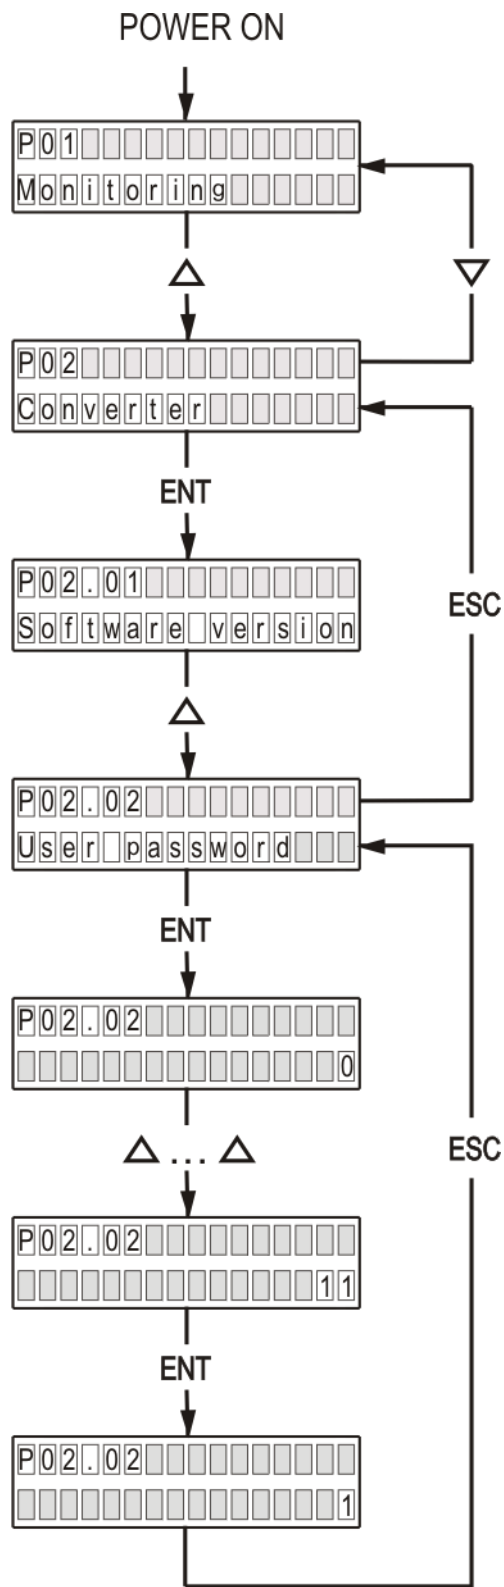 POWER ON
P01
Monitoring
△
▽
P02
Converter
ENT
P02.01
Software version
ESC
△
P02.02
User password
ENT
P02.02
0
△ ... △
ESC
P02.02
11
ENT
P02.02
1